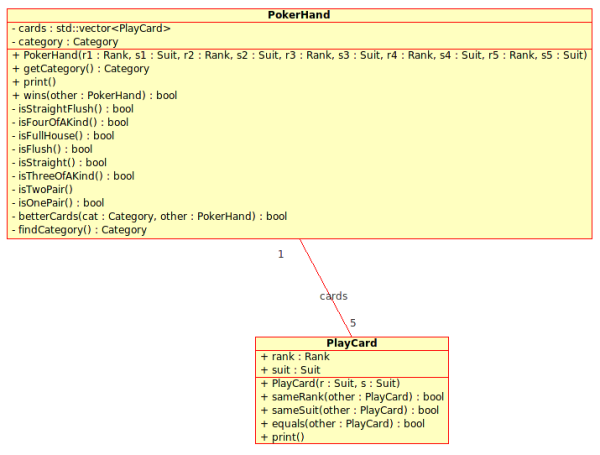 PokerHand
- cards : std::vector<PlayCard>
- category : Category
+ PokerHand(r1 : Rank, s1 : Suit, r2 : Rank, s2 : Suit, r3 : Rank, s3 : Suit, r4 : Rank, s4 : Suit, r5 : Rank, s5 : Suit)
+ getCategory() : Category
+ print()
+ wins(other : PokerHand) : bool
- isStraightFlush() : bool
- isFourOfAKind() : bool
- isFullHouse() : bool
- isFlush() : bool
- isStraight() : bool
- isThreeOfAKind() : bool
- isTwoPair()
- isOnePair() : bool
- betterCards(cat : Category, other : PokerHand) : bool
- findCategory() : Category
1
cards
5
PlayCard
+ rank : Rank
+ suit : Suit
+ PlayCard(r : Suit, s : Suit)
+ sameRank(other : PlayCard) : bool
+ sameSuit(other : PlayCard) : bool
+ equals(other : PlayCard) : bool
+ print()